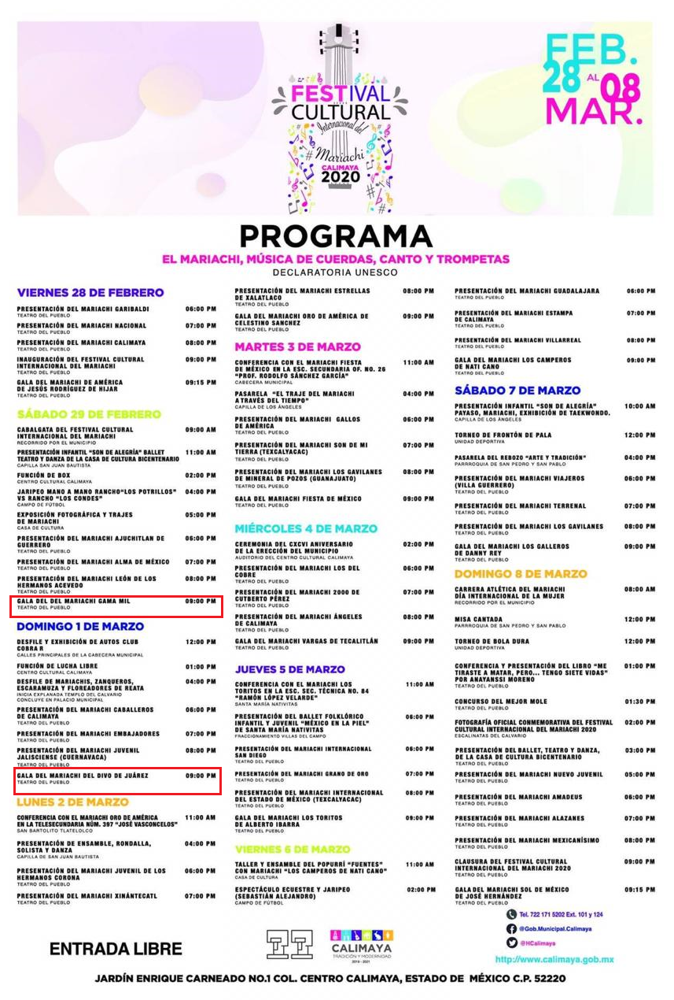 FEB.
28 AL 08
MAR.
FESTIVAL
CULTURAL
Internacional del
Mariachi
CALIMAYA
2020
PROGRAMA
EL MARIACHI, MÚSICA DE CUERDAS, CANTO Y TROMPETAS
DECLARATORIA UNESCO
VIERNES 28 DE FEBRERO
PRESENTACIÓN DEL MARIACHI GARIBALDI 06:00 PM
TEATRO DEL PUEBLO
PRESENTACIÓN DEL MARIACHI NACIONAL 07:00 PM
TEATRO DEL PUEBLO
PRESENTACIÓN DEL MARIACHI CALIMAYA 08:00 PM
TEATRO DEL PUEBLO
INAUGURACIÓN DEL FESTIVAL CULTURAL 09:00 PM
INTERNACIONAL DEL MARIACHI
TEATRO DEL PUEBLO
GALA DEL MARIACHI DE AMÉRICA 09:15 PM
DE JESÚS RODRÍGUEZ DE HIJAR
TEATRO DEL PUEBLO
SÁBADO 29 DE FEBRERO
CABALGATA DEL FESTIVAL CULTURAL 09:00 AM
INTERNACIONAL DEL MARIACHI
RECORRIDO POR EL MUNICIPIO
PRESENTACIÓN INFANTIL "SON DE ALEGRÍA" BALLET 11:00 AM
TEATRO Y DANZA DE LA CASA DE CULTURA BICENTENARIO
CAPILLA SAN JUAN BAUTISTA
FUNCIÓN DE BOX 02:00 PM
CENTRO CULTURAL CALIMAYA
JARIPEO MANO A MANO RANCHO"LOS POTRILLOS" 04:00 PM
VS RANCHO "LOS CONDES"
CAMPO DE FÚTBOL
EXPOSICIÓN FOTOGRÁFICA Y TRAJES 05:00 PM
DE MARIACHI
CASA DE CULTURA
PRESENTACIÓN DEL MARIACHI AJUCHITLAN DE 06:00 PM
GUERRERO
TEATRO DEL PUEBLO
PRESENTACIÓN DEL MARIACHI ALMA DE MÉXICO 07:00 PM
TEATRO DEL PUEBLO
PRESENTACIÓN DEL MARIACHI LEÓN DE LOS 08:00 PM
HERMANOS ACEVEDO
TEATRO DEL PUEBLO
GALA DEL DEL MARIACHI GAMA MIL 09:00 PM
TEATRO DEL PUEBLO
DOMINGO 1 DE MARZO
DESFILE Y EXHIBICIÓN DE AUTOS CLUB 12:00 PM
COBRA R
CALLES PRINCIPALES DE LA CABECERA MUNICIPAL
FUNCIÓN DE LUCHA LIBRE 01:00 PM
CENTRO CULTURAL CALIMAYA
DESFILE DE MARIACHIS, ZANQUEROS, 04:00 PM
ESCARAMUZA Y FLOREADORES DE REATA
INICIA EXPLANADA TEMPLO DEL CALVARIO
CONCLUYE EN PALACIO MUNICIPAL
PRESENTACIÓN DEL MARIACHI CABALLEROS 06:00 PM
DE CALIMAYA
TEATRO DEL PUEBLO
PRESENTACIÓN DEL MARIACHI EMBAJADORES 07:00 PM
TEATRO DEL PUEBLO
PRESENTACIÓN DEL MARIACHI JUVENIL 08:00 PM
JALISCIENSE (CUERNAVACA)
TEATRO DEL PUEBLO
GALA DEL MARIACHI DEL DIVO DE JUÁREZ 09:00 PM
TEATRO DEL PUEBLO
LUNES 2 DE MARZO
CONFERENCIA CON EL MARIACHI ORO DE AMÉRICA 11:00 AM
EN LA TELESECUNDARIA NÚM. 397 "JOSÉ VASCONCELOS"
SAN BARTOLITO TLATELOLCO
PRESENTACIÓN DE ENSAMBLE, RONDALLA, 04:00 PM
SOLISTA Y DANZA
CAPILLA DE SAN JUAN BAUTISTA
PRESENTACIÓN DEL MARIACHI JUVENIL DE LOS 06:00 PM
HERMANOS CORONA
TEATRO DEL PUEBLO
PRESENTACIÓN DEL MARIACHI XINÁNTECATL 07:00 PM
TEATRO DEL PUEBLO
PRESENTACIÓN DEL MARIACHI ESTRELLAS 08:00 PM
DE XALATLACO
TEATRO DEL PUEBLO
GALA DEL MARIACHI ORO DE AMÉRICA DE 09:00 PM
CELESTINO SANCHEZ
TEATRO DEL PUEBLO
MARTES 3 DE MARZO
CONFERENCIA CON EL MARIACHI FIESTA 11:00 AM
DE MÉXICO EN LA ESC. SECUNDARIA OF. NO. 26
"PROF. RODOLFO SÁNCHEZ GARCÍA"
CABECERA MUNICIPAL
PASARELA "EL TRAJE DEL MARIACHI 04:00 PM
A TRAVÉS DEL TIEMPO"
CAPILLA DE LOS ÁNGELES
PRESENTACIÓN DEL MARIACHI GALLOS 06:00 PM
DE AMÉRICA
TEATRO DEL PUEBLO
PRESENTACIÓN DEL MARIACHI SON DE MI 07:00 PM
TIERRA (TEXCALYACAC)
TEATRO DEL PUEBLO
PRESENTACIÓN DEL MARIACHI LOS GAVILANES 08:00 PM
DE MINERAL DE POZOS (GUANAJUATO)
TEATRO DEL PUEBLO
GALA DEL MARIACHI FIESTA DE MÉXICO 09:00 PM
TEATRO DEL PUEBLO
MIÉRCOLES 4 DE MARZO
CEREMONIA DEL CXCVI ANIVERSARIO 02:00 PM
DE LA ERECCIÓN DEL MUNICIPIO
AUDITORIO DEL CENTRO CULTURAL CALIMAYA
PRESENTACIÓN DEL MARIACHI LOS DEL 06:00 PM
COBRE
TEATRO DEL PUEBLO
PRESENTACIÓN DEL MARIACHI 2000 DE 07:00 PM
CUTBERTO PÉREZ
TEATRO DEL PUEBLO
PRESENTACIÓN DEL MARIACHI ÁNGELES 08:00 PM
DE CALIMAYA
TEATRO DEL PUEBLO
GALA DEL MARIACHI VARGAS DE TECALITLÁN 09:00 PM
TEATRO DEL PUEBLO
JUEVES 5 DE MARZO
CONFERENCIA CON EL MARIACHI LOS 11:00 AM
TORITOS EN LA ESC. SEC. TÉCNICA NO. 84
"RAMÓN LÓPEZ VELARDE"
SANTA MARÍA NATIVITAS
PRESENTACIÓN DEL BALLET FOLKLÓRICO 06:00 PM
INFANTIL Y JUVENIL "MÉXICO EN LA PIEL"
DE SANTA MARÍA NATIVITAS
FRACCIONAMIENTO VILLAS DEL CAMPO
PRESENTACIÓN DEL MARIACHI INTERNACIONAL 06:00 PM
SAN DIEGO
TEATRO DEL PUEBLO
PRESENTACIÓN DEL MARIACHI GRANO DE ORO 07:00 PM
TEATRO DEL PUEBLO
PRESENTACIÓN DEL MARIACHI INTERNACIONAL 08:00 PM
DEL ESTADO DE MÉXICO (TEXCALYACAC)
TEATRO DEL PUEBLO
GALA DEL MARIACHI LOS TORITOS 09:00 PM
DE ALBERTO IBARRA
TEATRO DEL PUEBLO
VIERNES 6 DE MARZO
TALLER Y ENSAMBLE DEL POPURRÍ "FUENTES" 11:00 AM
CON MARIACHI "LOS CAMPEROS DE NATI CANO"
CASA DE CULTURA
ESPECTÁCULO ECUESTRE Y JARIPEO 02:00 PM
(SEBASTIÁN ALEJANDRO)
CAMPO DE FÚTBOL
PRESENTACIÓN DEL MARIACHI GUADALAJARA 06:00 PM
TEATRO DEL PUEBLO
PRESENTACIÓN DEL MARIACHI ESTAMPA 07:00 PM
DE CALIMAYA
TEATRO DEL PUEBLO
PRESENTACIÓN DEL MARIACHI VILLARREAL 08:00 PM
TEATRO DEL PUEBLO
GALA DEL MARIACHI LOS CAMPEROS 09:00 PM
DE NATI CANO
TEATRO DEL PUEBLO
SÁBADO 7 DE MARZO
PRESENTACIÓN INFANTIL "SON DE ALEGRÍA" 10:00 AM
PAYASO, MARIACHI, EXHIBICIÓN DE TAEKWONDO.
CAPILLA DE LOS ÁNGELES
TORNEO DE FRONTÓN DE PALA 12:00 PM
UNIDAD DEPORTIVA
PASARELA DEL REBOZO "ARTE Y TRADICIÓN" 04:00 PM
PARRROQUIA DE SAN PEDRO Y SAN PABLO
PRESENTACIÓN DEL MARIACHI VIAJEROS 06:00 PM
(VILLA GUERRERO)
TEATRO DEL PUEBLO
PRESENTACIÓN DEL MARIACHI TERRENAL 07:00 PM
TEATRO DEL PUEBLO
PRESENTACIÓN DEL MARIACHI LOS GAVILANES 08:00 PM
TEATRO DEL PUEBLO
GALA DEL MARIACHI LOS GALLEROS 09:00 PM
DE DANNY REY
TEATRO DEL PUEBLO
DOMINGO 8 DE MARZO
CARRERA ATLÉTICA DEL MARIACHI 08:00 AM
DÍA INTERNACIONAL DE LA MUJER
RECORRIDO POR EL MUNICIPIO
MISA CANTADA 12:00 PM
PARRROQUIA DE SAN PEDRO Y SAN PABLO
TORNEO DE BOLA DURA 12:00 PM
UNIDAD DEPORTIVA
CONFERENCIA Y PRESENTACIÓN DEL LIBRO "ME 01:00 PM
TIRASTE A MATAR, PERO... TENGO SIETE VIDAS"
POR ANAYANSSI MORENO
TEATRO DEL PUEBLO
CONCURSO DEL MEJOR MOLE 01:30 PM
TEATRO DEL PUEBLO
FOTOGRAFÍA OFICIAL CONMEMORATIVA DEL FESTIVAL 02:00 PM
CULTURAL INTERNACIONAL DEL MARIACHI 2020
ESCALINATAS DEL CALVARIO
PRESENTACIÓN DEL BALLET, TEATRO Y DANZA, 03:00 PM
DE LA CASA DE CULTURA BICENTENARIO
TEATRO DEL PUEBLO
PRESENTACIÓN DEL MARIACHI NUEVO JUVENIL 05:00 PM
TEATRO DEL PUEBLO
PRESENTACIÓN DEL MARIACHI AMADEUS 06:00 PM
TEATRO DEL PUEBLO
PRESENTACIÓN DEL MARIACHI ALAZANES 07:00 PM
TEATRO DEL PUEBLO
PRESENTACIÓN DEL MARIACHI MEXICANÍSIMO 08:00 PM
TEATRO DEL PUEBLO
CLAUSURA DEL FESTIVAL CULTURAL 09:00 PM
INTERNACIONAL DEL MARIACHI 2020
TEATRO DEL PUEBLO
GALA DEL MARIACHI SOL DE MÉXICO 09:15 PM
DE JOSÉ HERNÁNDEZ
TEATRO DEL PUEBLO
Tel. 722 171 5202 Ext. 101 y 124
@Gob.Municipal.Calimaya
@HCalimaya
http://www.calimaya.gob.mx
ENTRADA LIBRE
CALIMAYA
TRADICIÓN Y MODERNIDAD
2019 - 2021
JARDÍN ENRIQUE CARNEADO NO.1 COL. CENTRO CALIMAYA, ESTADO DE MÉXICO C.P. 52220